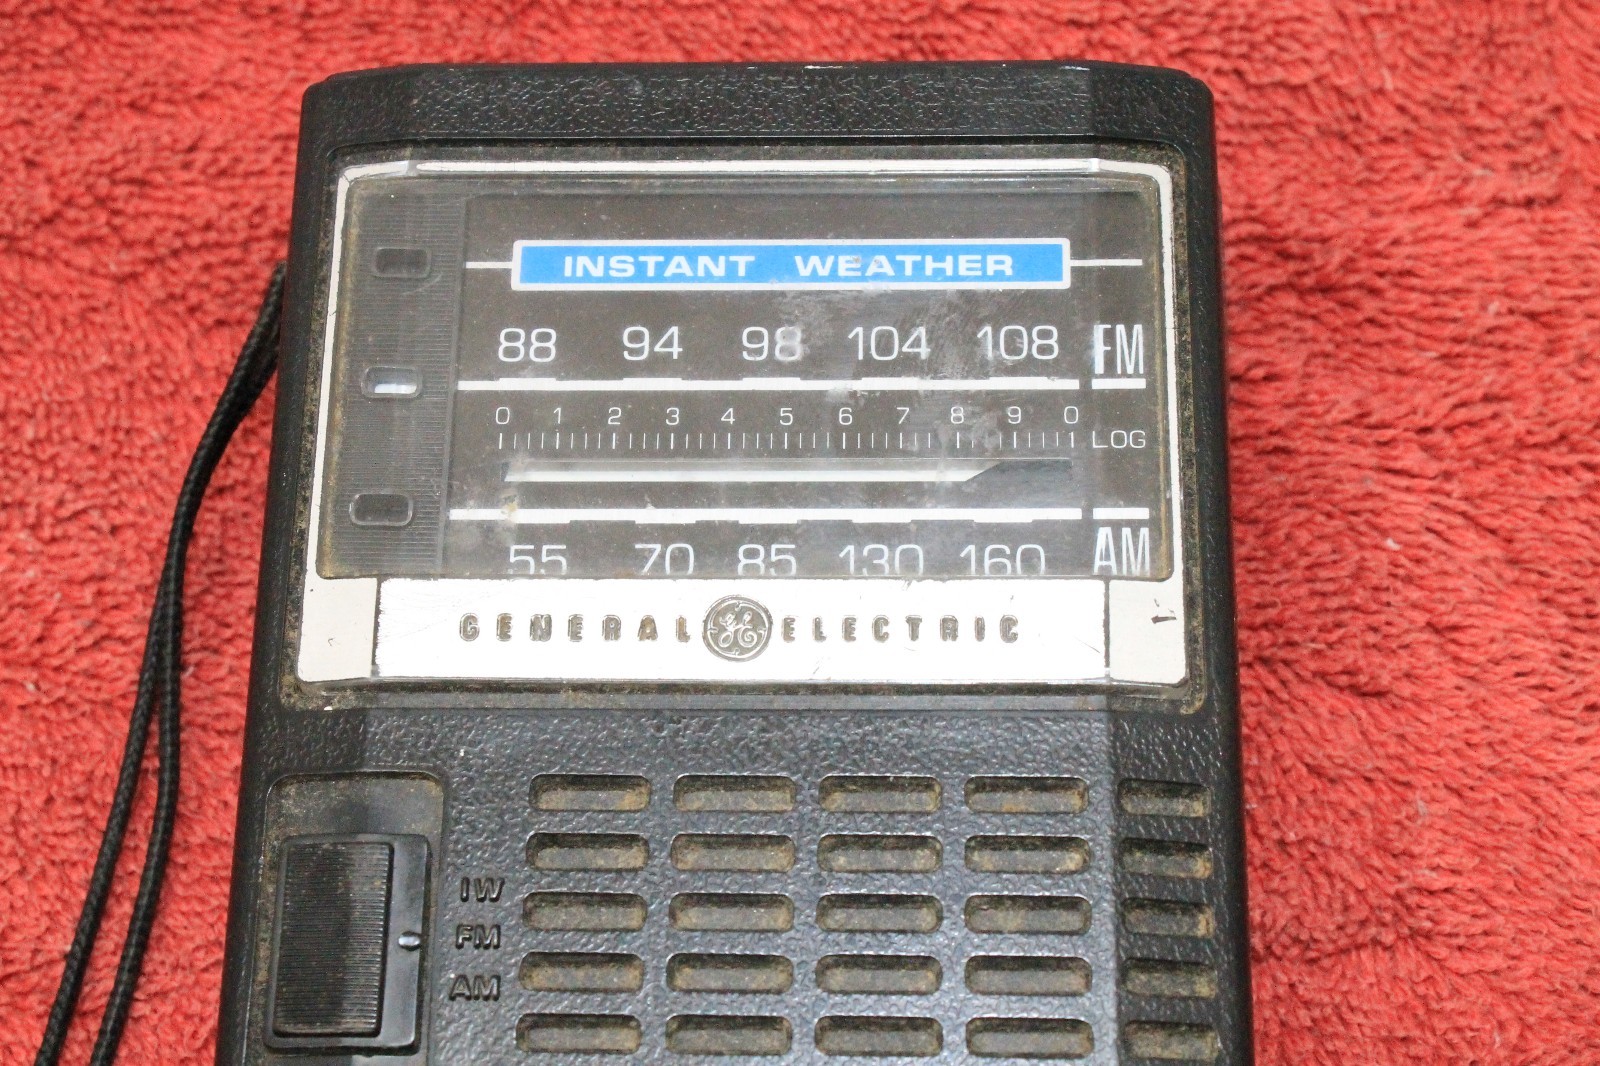 INSTANT WEATHER
88 94 98 104 108 FM
0 1 2 3 4 5 6 7 8 9 0
LOG
55 70 85 130 160 AM
GENERAL GE ELECTRIC
IW
FM
AM